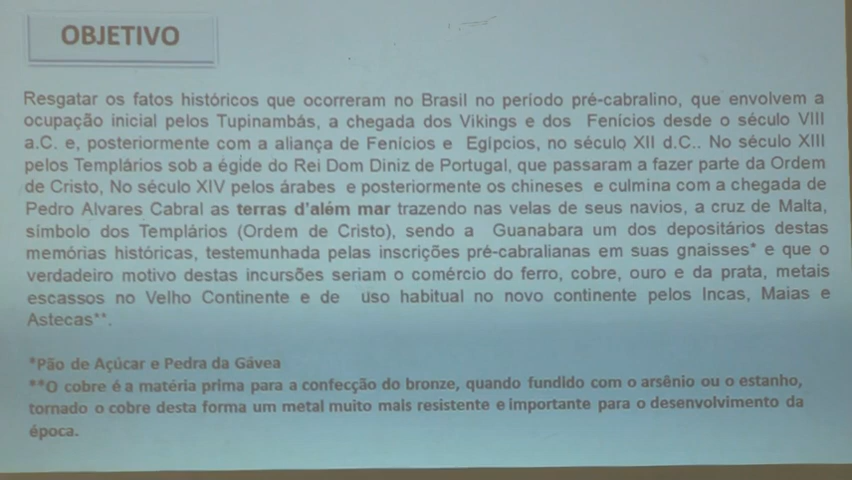 OBJETIVO
Resgatar os fatos históricos que ocorreram no Brasil no período pré-cabralino, que envolvem a
ocupação inicial pelos Tupinambás, a chegada dos Vikings e dos Fenícios desde o século VIII
a.C. e, posteriormente com a aliança de Fenícios e Egípcios, no século XII d.C.. No século XIII
pelos Templários sob a égide do Rei Dom Diniz de Portugal, que passaram a fazer parte da Ordem
de Cristo, No século XIV pelos árabes e posteriormente os chineses e culmina com a chegada de
Pedro Alvares Cabral as terras d'além mar trazendo nas velas de seus navios, a cruz de Malta,
símbolo dos Templários (Ordem de Cristo), sendo a Guanabara um dos depositários destas
memórias históricas, testemunhada pelas inscrições pré-cabralianas em suas gnaisses* e que o
verdadeiro motivo destas incursões seriam o comércio do ferro, cobre, ouro e da prata, metais
escassos no Velho Continente e de uso habitual no novo continente pelos Incas, Maias e
Astecas**.
*Pão de Açúcar e Pedra da Gávea
**O cobre é a matéria prima para a confecção do bronze, quando fundido com o arsênio ou o estanho,
tornado o cobre desta forma um metal muito mais resistente e importante para o desenvolvimento da
época.